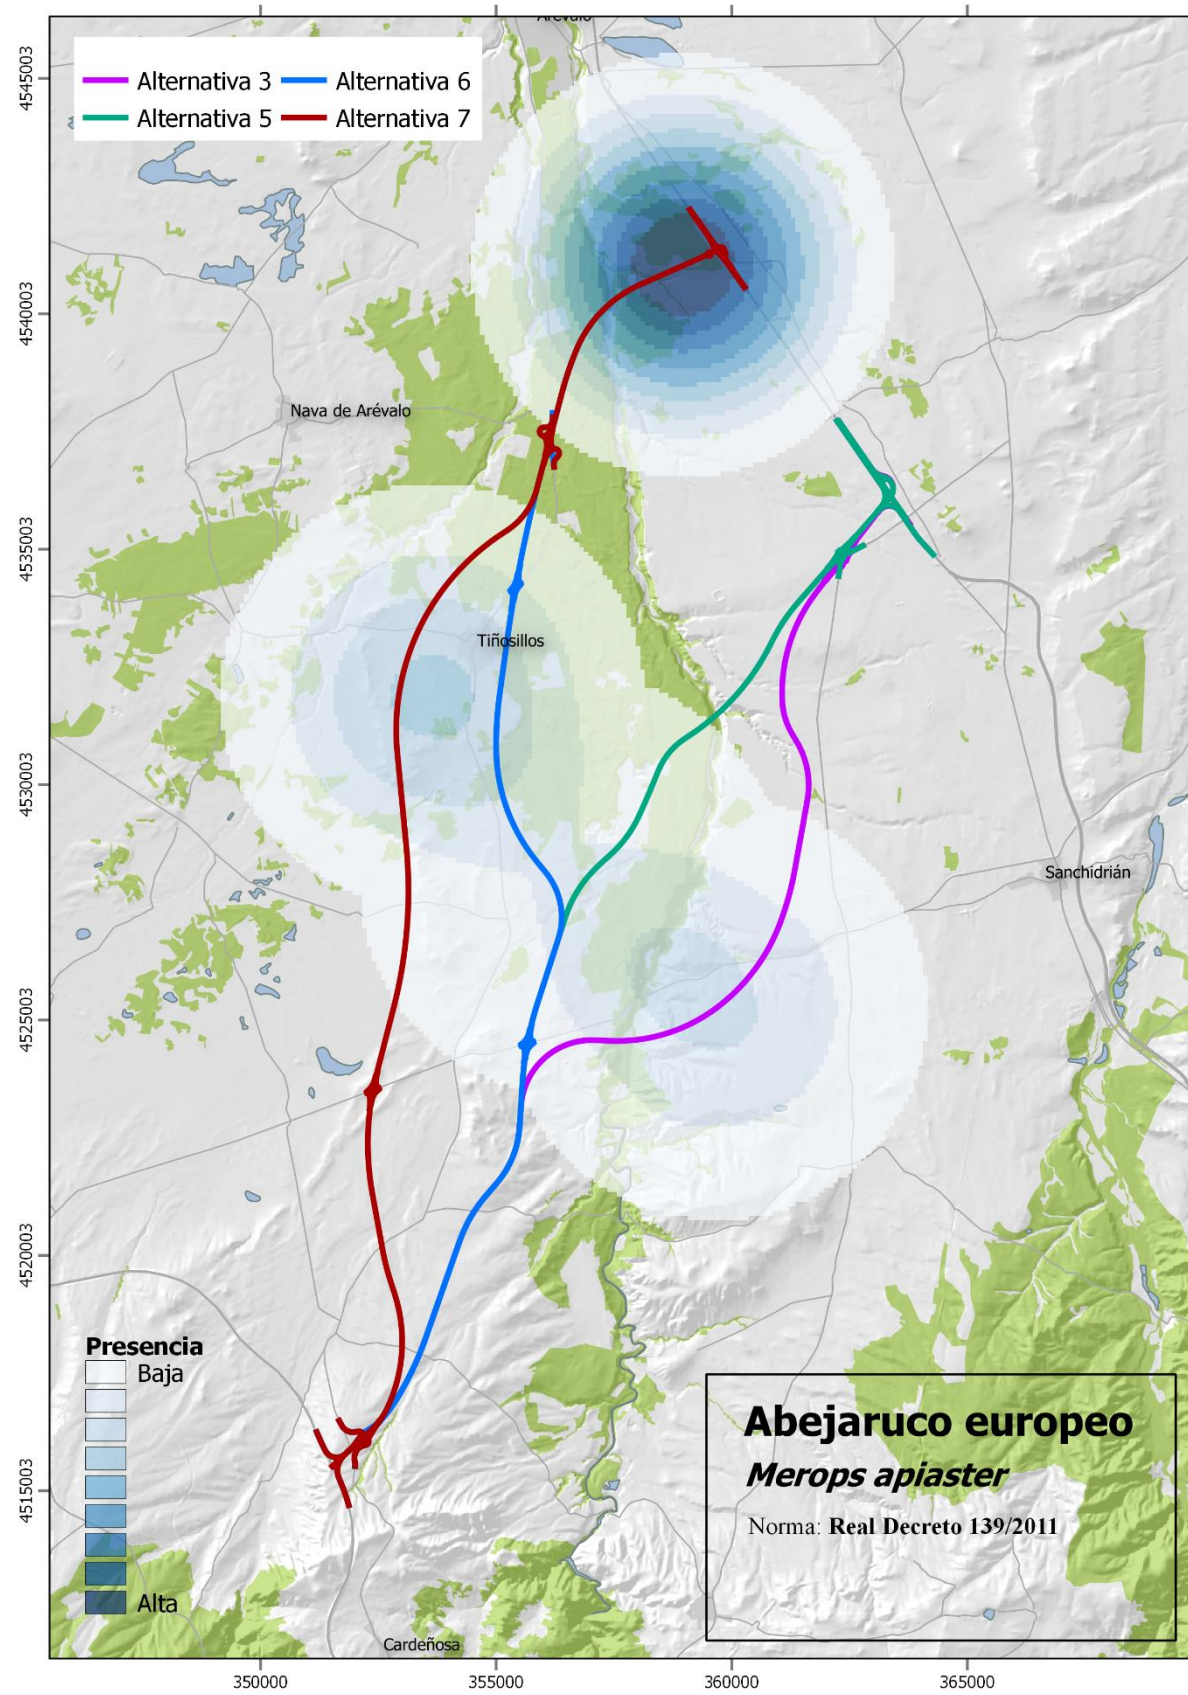 Arévalo
Alternativa 3
Alternativa 6
Alternativa 5
Alternativa 7
4545003
4540003
4535003
4530003
4525003
4520003
4515003
Nava de Arévalo
Tiñosillos
Sanchidrián
Cardeñosa
Presencia
Baja
Alta
Abejaruco europeo
Merops apiaster
Norma: Real Decreto 139/2011
350000
355000
360000
365000